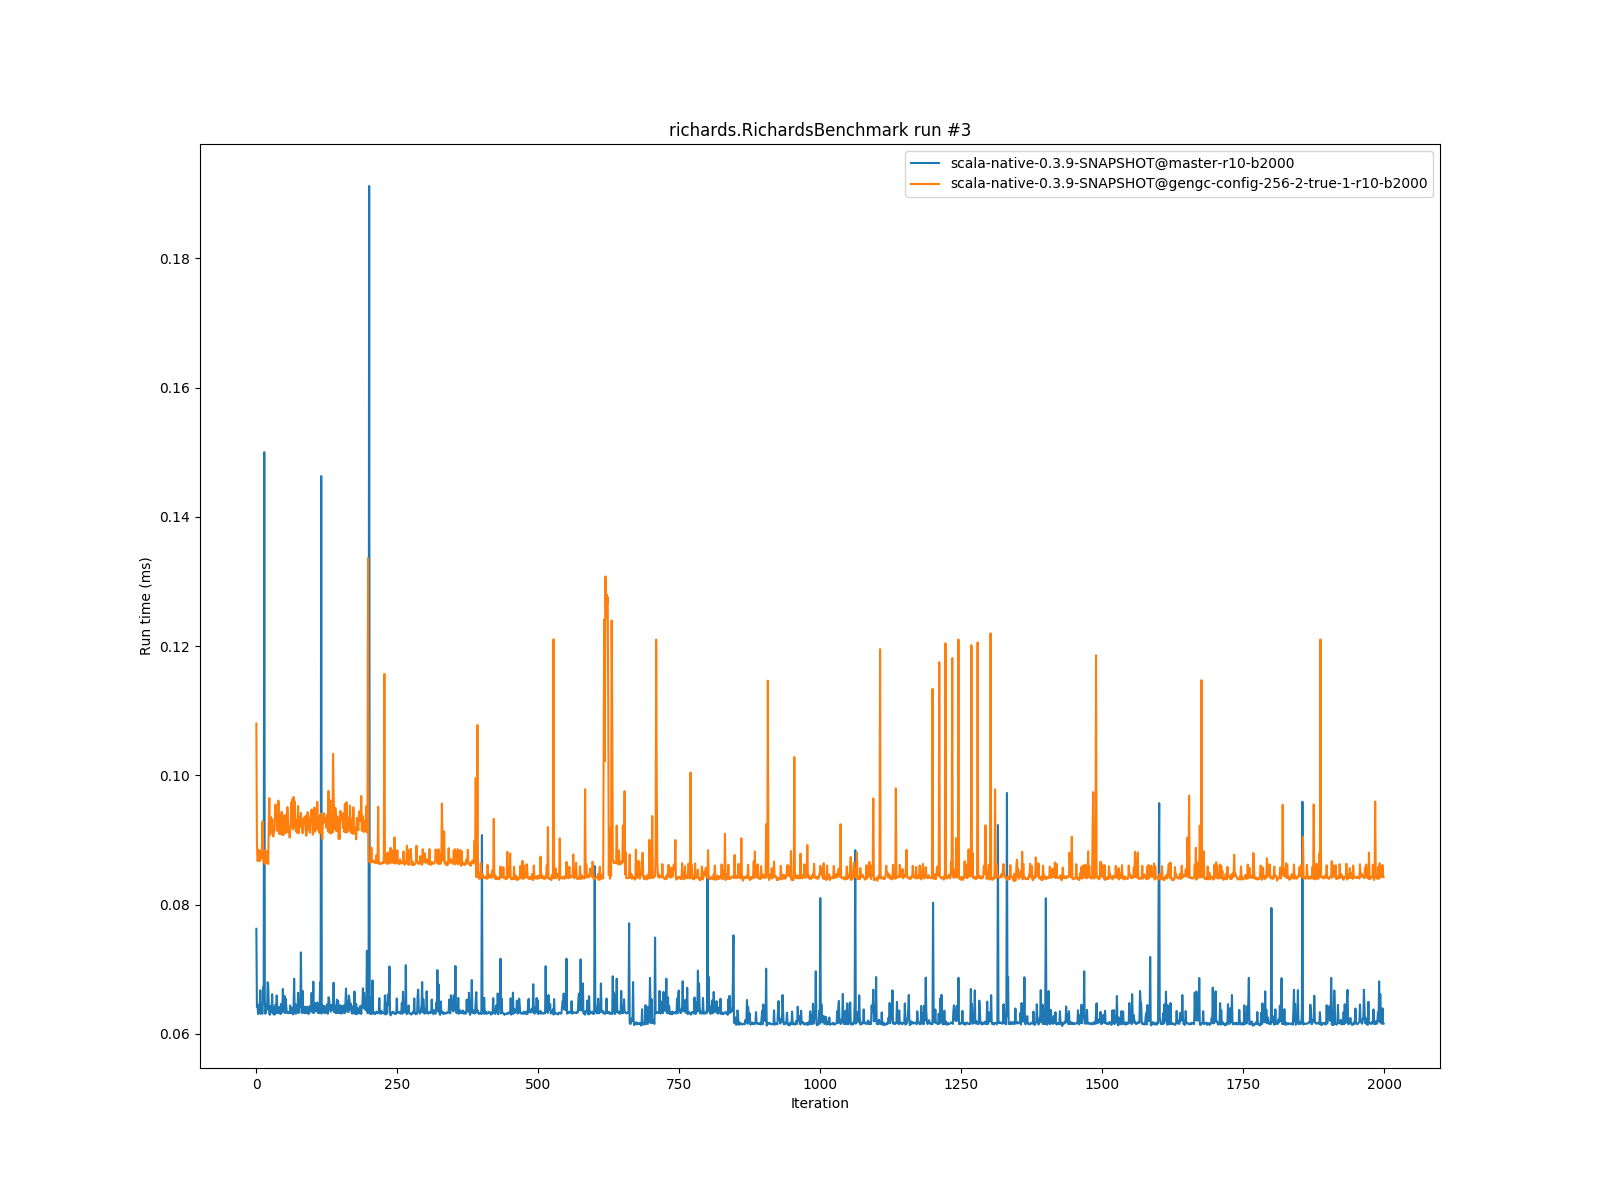 richards.RichardsBenchmark run #3
scala-native-0.3.9-SNAPSHOT@master-r10-b2000
scala-native-0.3.9-SNAPSHOT@gengc-config-256-2-true-1-r10-b2000
0.18
0.16
0.14
0.12
0.10
0.08
0.06
Run time (ms)
0 250 500 750 1000 1250 1500 1750 2000
Iteration